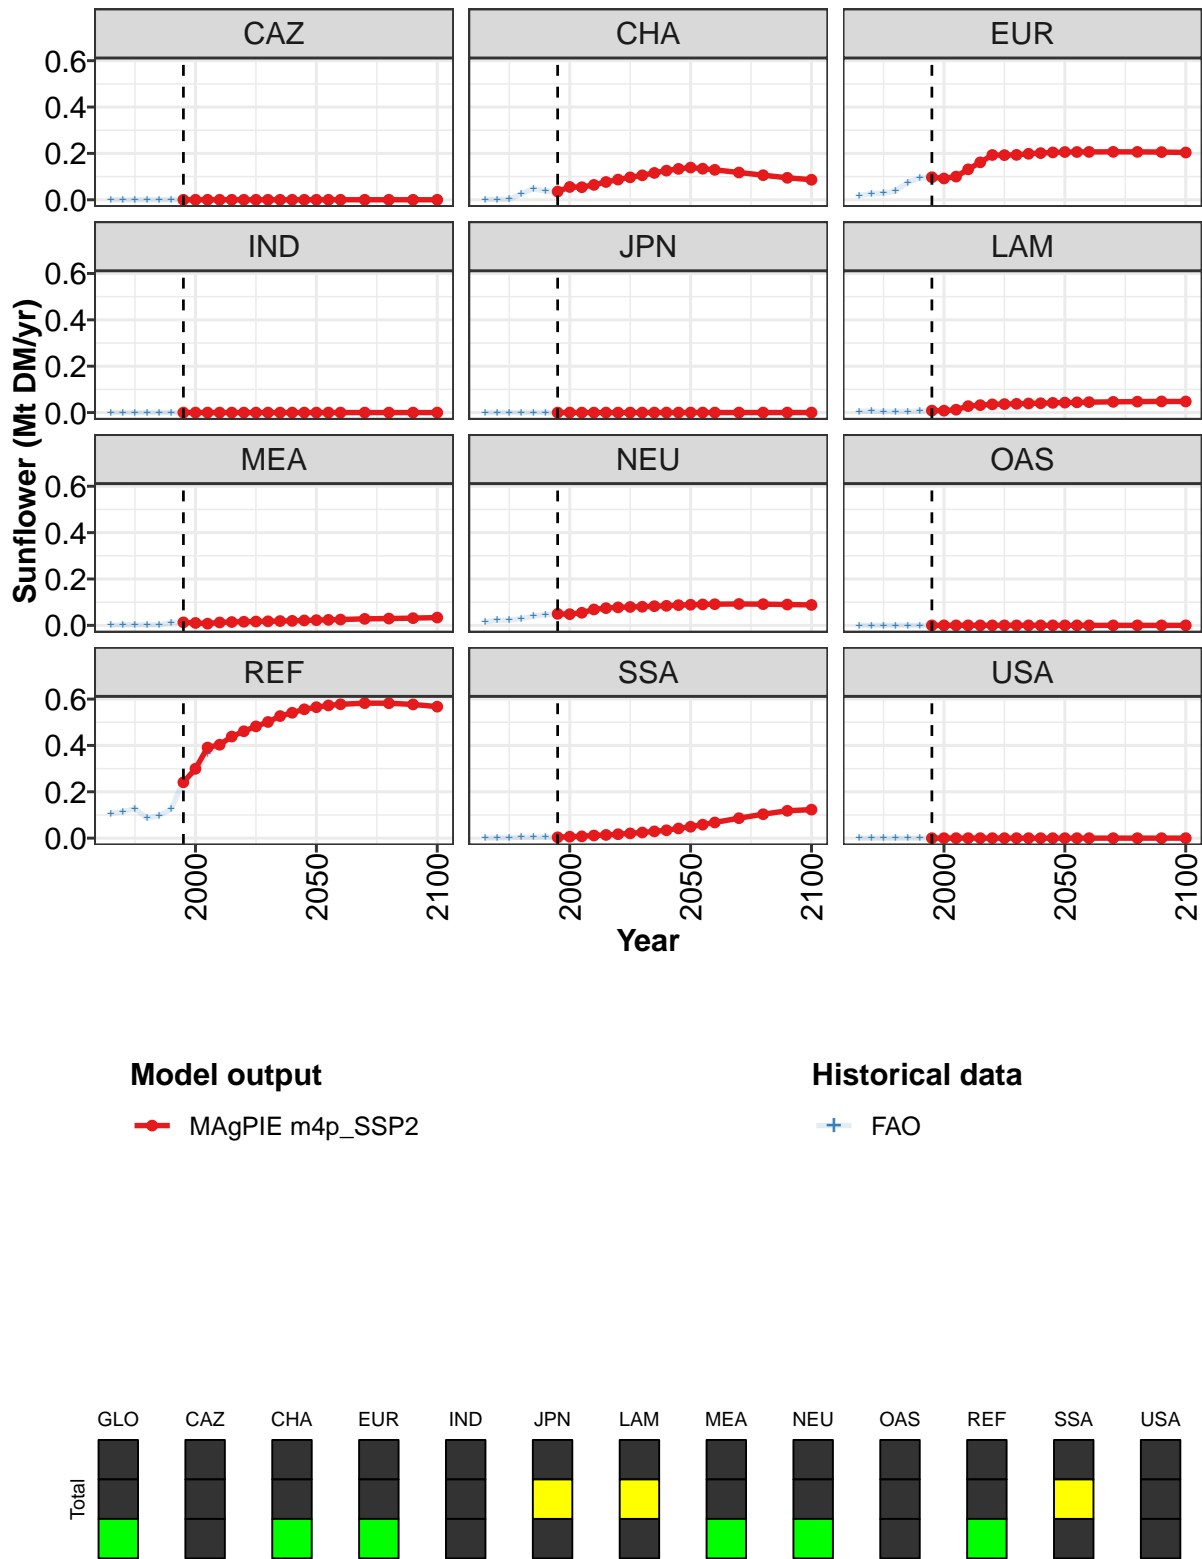 CAZ CHA EUR
0.6
0.4
0.2
0.0
IND JPN LAM
0.6
0.4
0.2
0.0
MEA NEU OAS
0.6
0.4
0.2
0.0
REF SSA USA
0.6
0.4
0.2
0.0
Sunflower (Mt DM/yr)
2000 2050 2100 2000 2050 2100 2000 2050 2100
Year
Model output Historical data
MAgPIE m4p_SSP2 FAO
GLO CAZ CHA EUR IND JPN LAM MEA NEU OAS REF SSA USA
Total